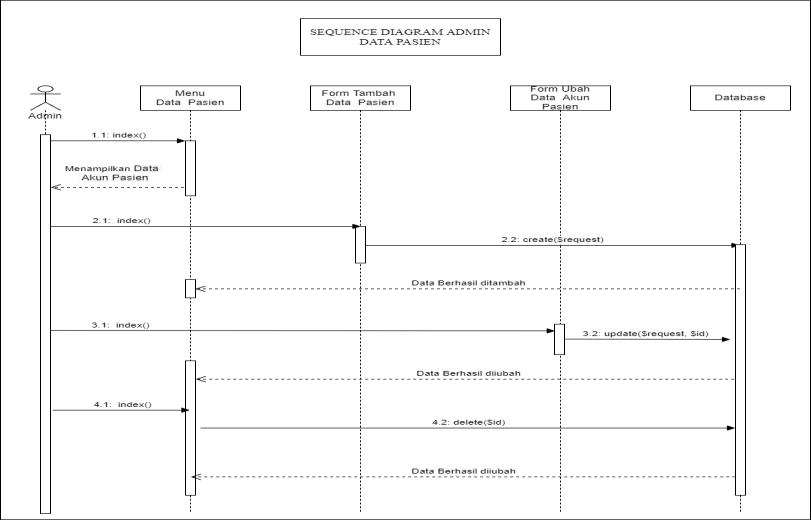 SEQUENCE DIAGRAM ADMIN
DATA PASIEN
Admin
Menu
Data Pasien
Form Tambah
Data Pasien
Form Ubah
Data Akun
Pasien
Database
1.1: index()
Menampilkan Data
Akun Pasien
2.1: index()
2.2: create($request)
Data Berhasil ditambah
3.1: index()
3.2: update($request, $id)
Data Berhasil diiubah
4.1: index()
4.2: delete($id)
Data Berhasil diiubah